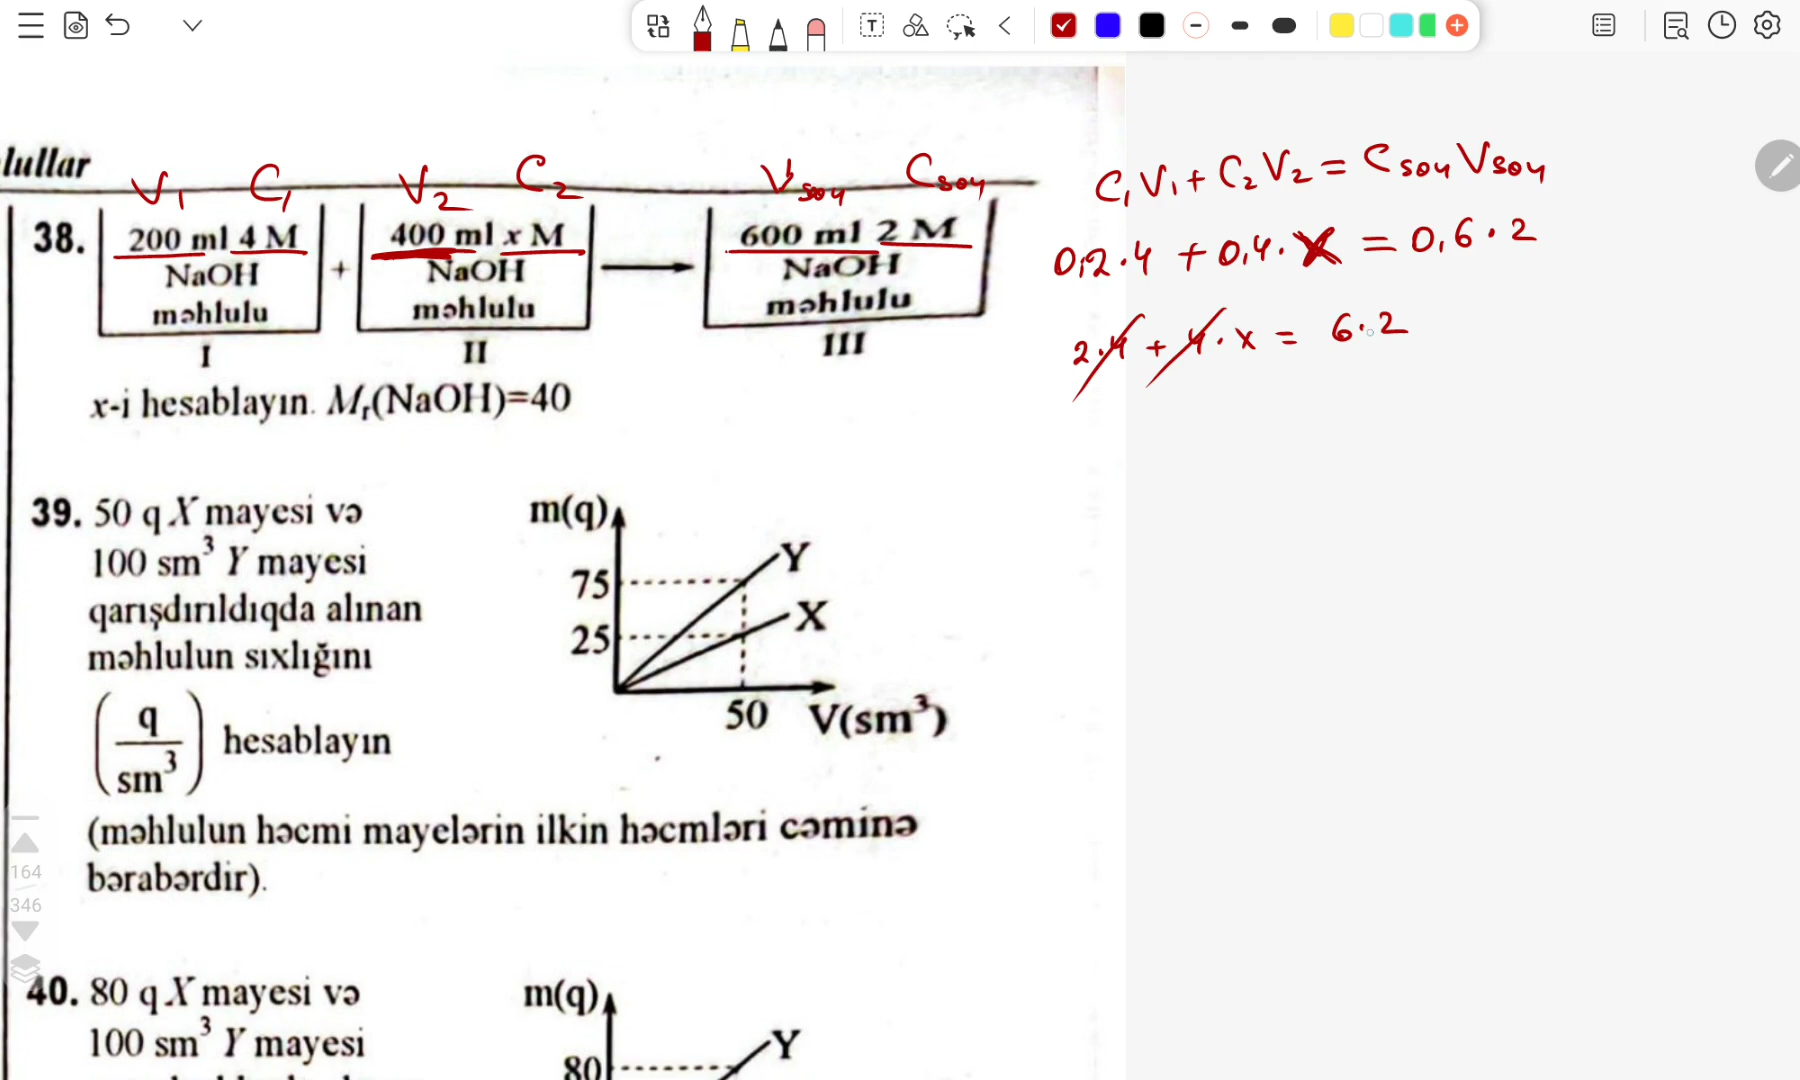 T
lullar
V₁ C₁ V₂ C₂ Vson Cson
38. 200 ml 4 M NaOH məhlulu + 400 ml x M NaOH məhlulu → 600 ml 2 M NaOH məhlulu
I II III
x-i hesablayın. Mᵣ(NaOH)=40
C₁V₁ + C₂V₂ = Cson Vson
0,2·4 + 0,4·x = 0,6·2
2·4 + 4·x = 6·2
39. 50 q X mayesi və
100 sm³ Y mayesi
qarışdırıldıqda alınan
məhlulun sıxlığını
(q/sm³) hesablayın
(məhlulun həcmi mayelərin ilkin həcmləri cəminə
bərabərdir).
m(q)
Y
75
X
25
50 V(sm³)
164
346
40. 80 q X mayesi və
100 sm³ Y mayesi
m(q)
Y
80